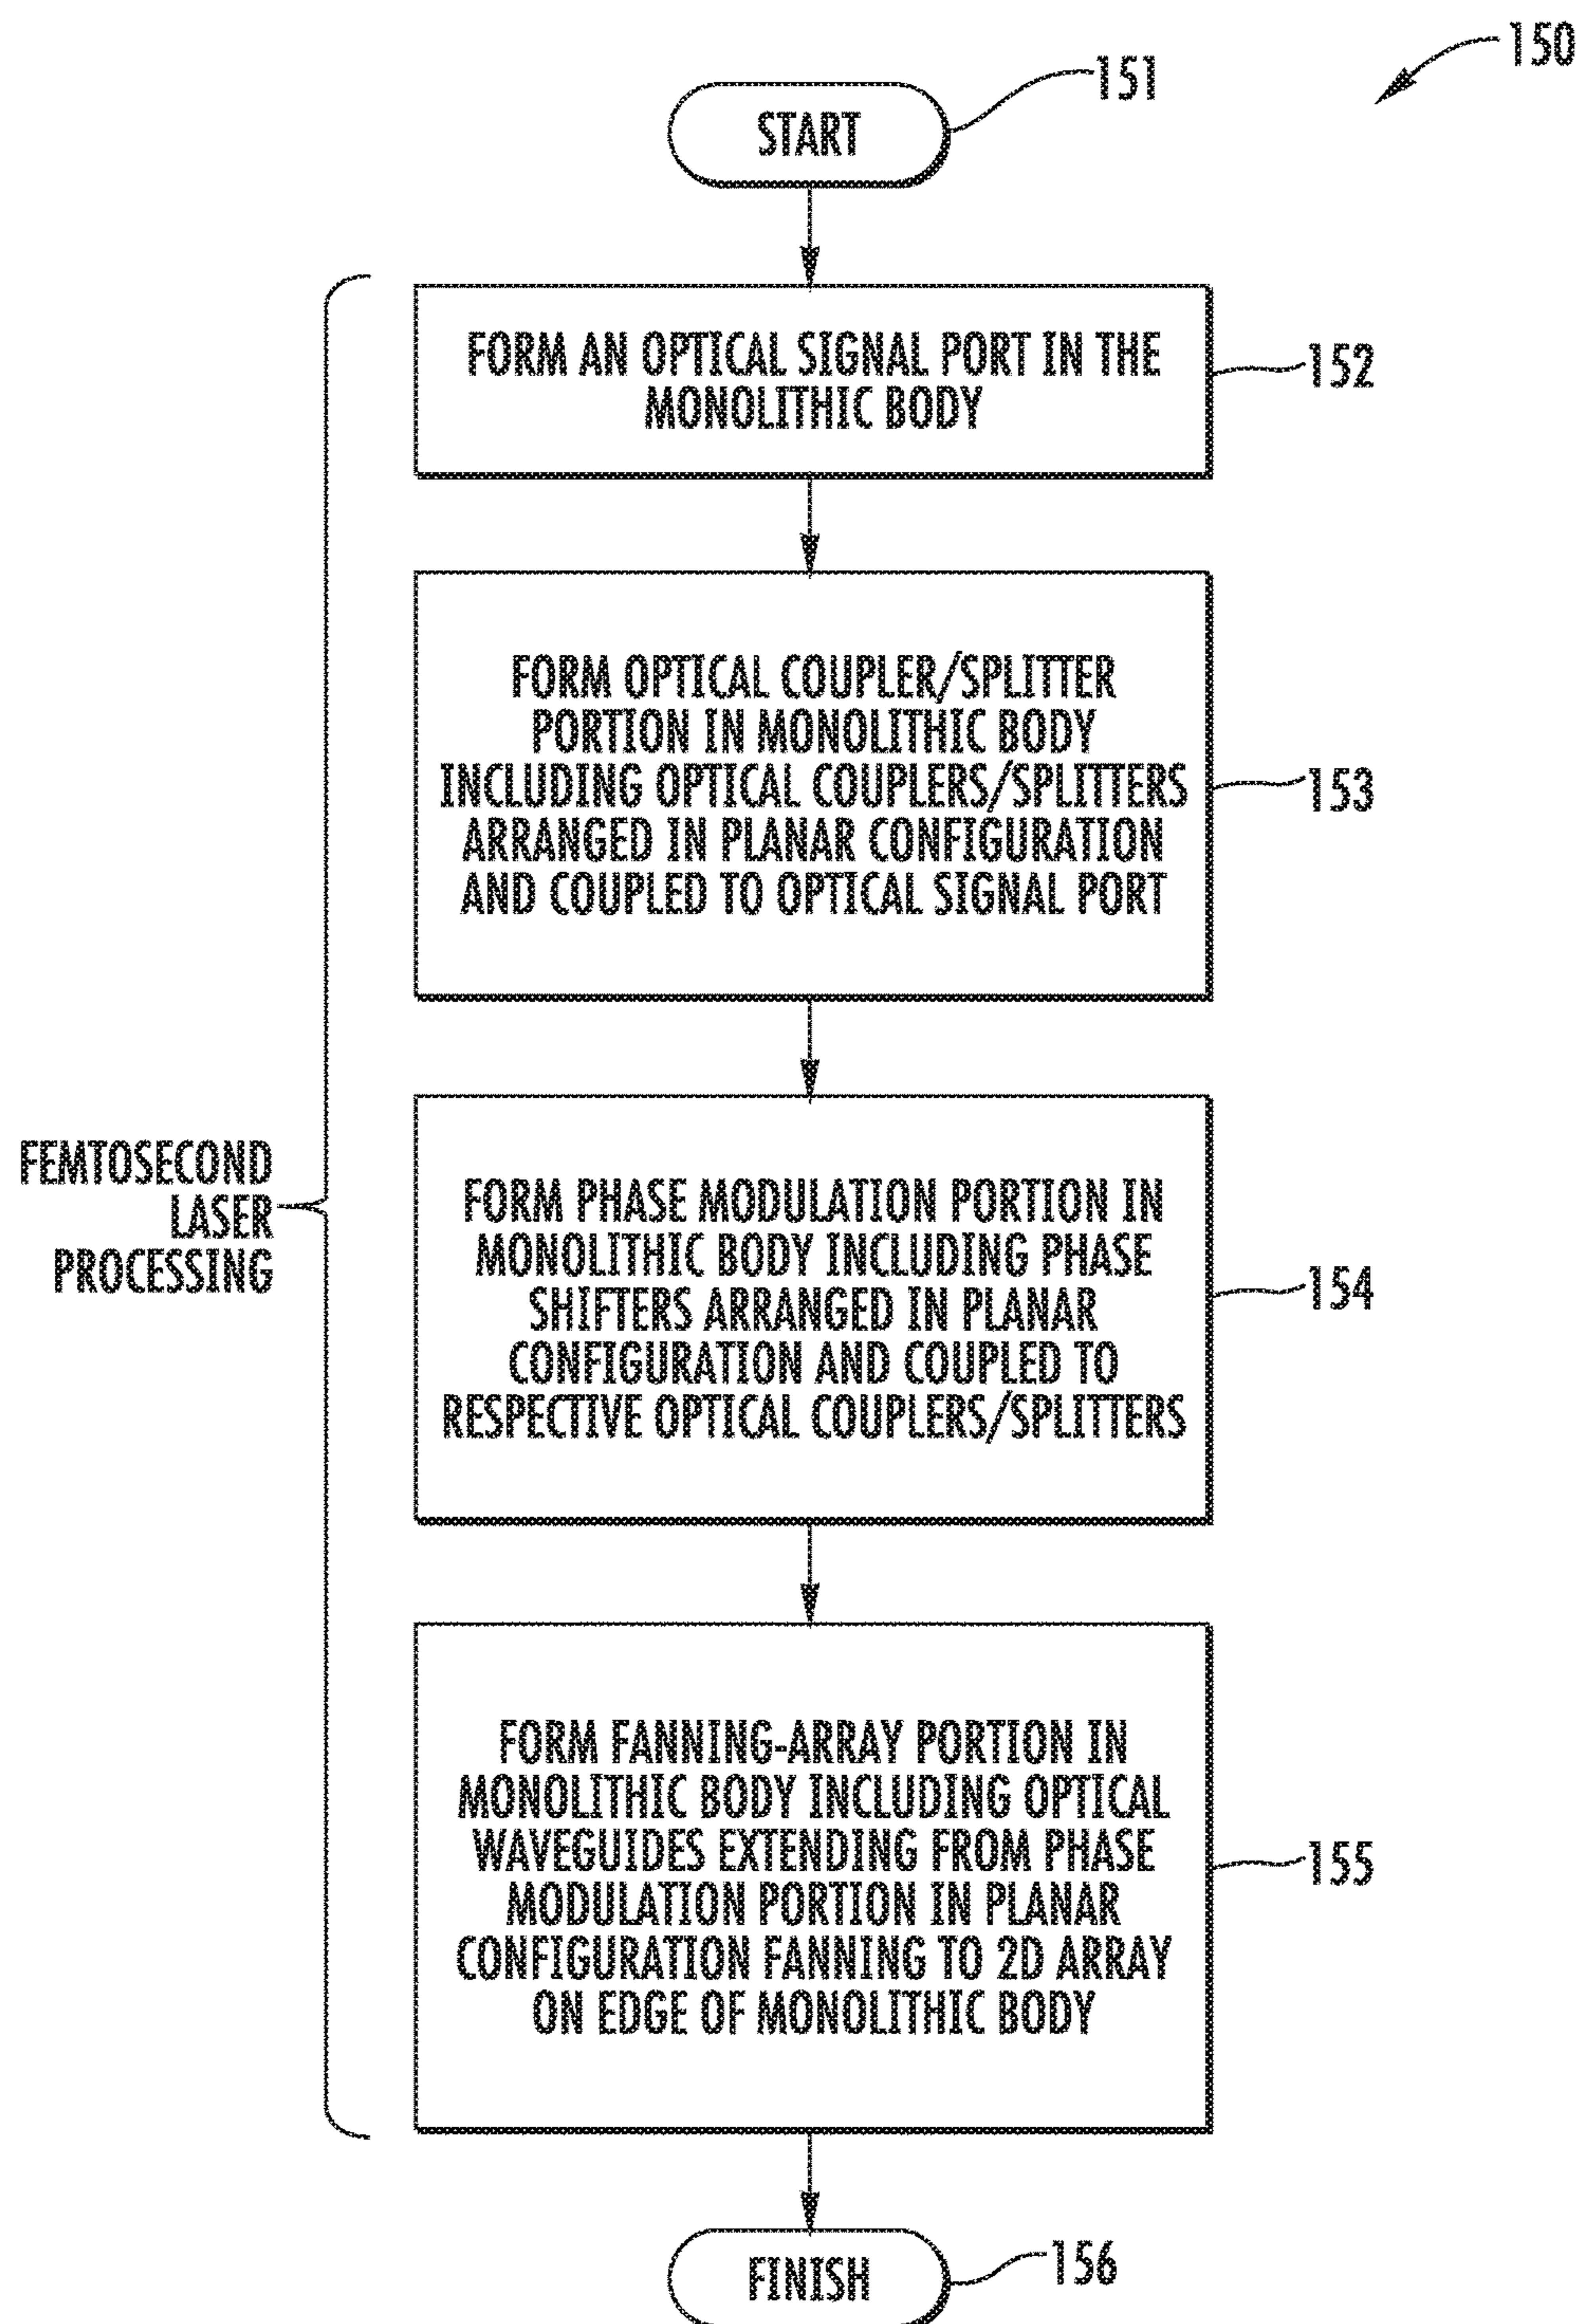 150
151
START
FORM AN OPTICAL SIGNAL PORT IN THE
MONOLITHIC BODY
152
FORM OPTICAL COUPLER/SPLITTER
PORTION IN MONOLITHIC BODY
INCLUDING OPTICAL COUPLERS/SPLITTERS
ARRANGED IN PLANAR CONFIGURATION
AND COUPLED TO OPTICAL SIGNAL PORT
153
FEMTOSECOND
LASER
PROCESSING
FORM PHASE MODULATION PORTION IN
MONOLITHIC BODY INCLUDING PHASE
SHIFTERS ARRANGED IN PLANAR
CONFIGURATION AND COUPLED TO
RESPECTIVE OPTICAL COUPLERS/SPLITTERS
154
FORM FANNING-ARRAY PORTION IN
MONOLITHIC BODY INCLUDING OPTICAL
WAVEGUIDES EXTENDING FROM PHASE
MODULATION PORTION IN PLANAR
CONFIGURATION FANNING TO 2D ARRAY
ON EDGE OF MONOLITHIC BODY
155
FINISH
156